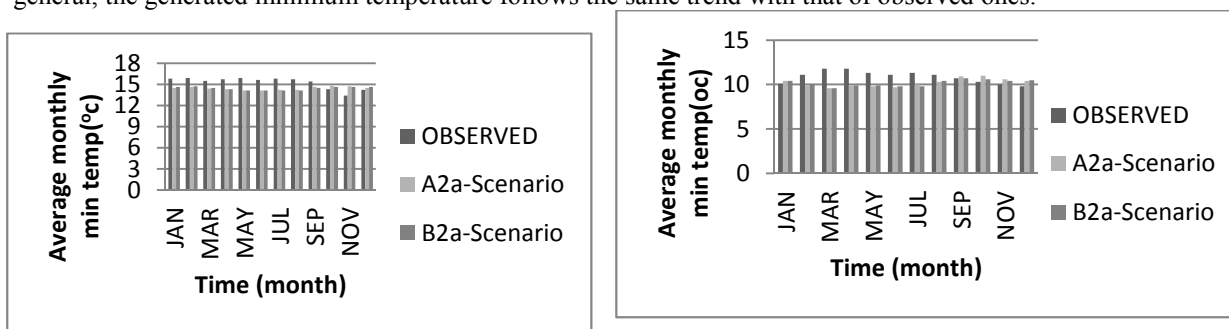 general, the generated minimum temperature follows the same trend with that of observed ones.
Average monthly
min temp(°c)
18
15
12
9
6
3
0
JAN
MAR
MAY
JUL
SEP
NOV
Time (month)
OBSERVED
A2a-Scenario
B2a-Scenario
Average monthly
min temp(oc)
15
10
5
0
JAN
MAR
MAY
JUL
SEP
NOV
Time (month)
OBSERVED
A2a-Scenario
B2a-Scenario